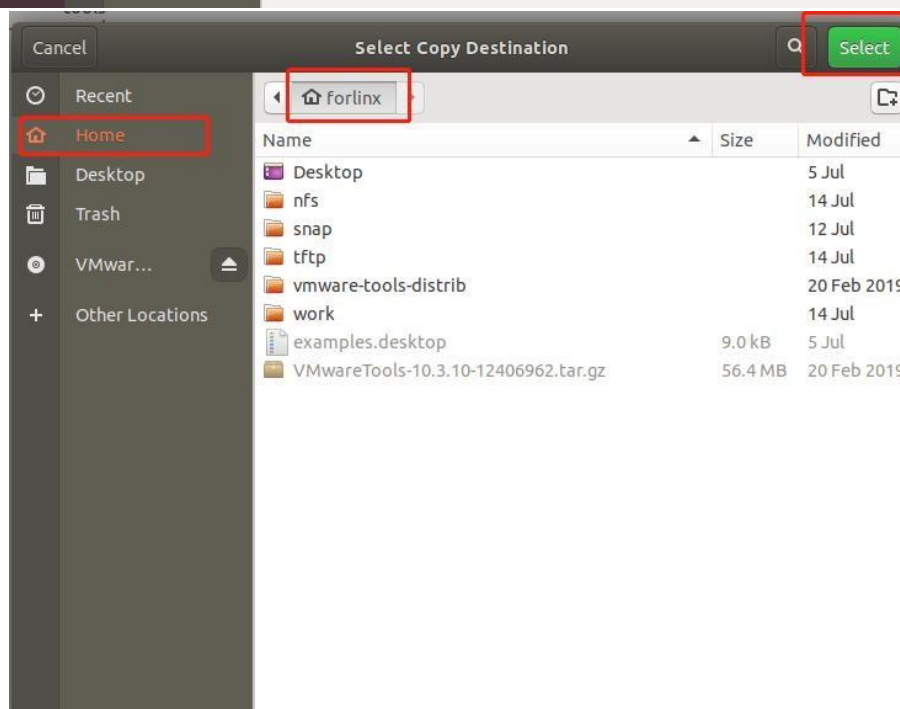 Cancel Select Copy Destination Select
Recent
Home
Desktop
Trash
VMwar...
Other Locations
forlinx
Name Size Modified
Desktop 5 Jul
nfs 14 Jul
snap 12 Jul
tftp 14 Jul
vmware-tools-distrib 20 Feb 2019
work 14 Jul
examples.desktop 9.0 kB 5 Jul
VMwareTools-10.3.10-12406962.tar.gz 56.4 MB 20 Feb 2019